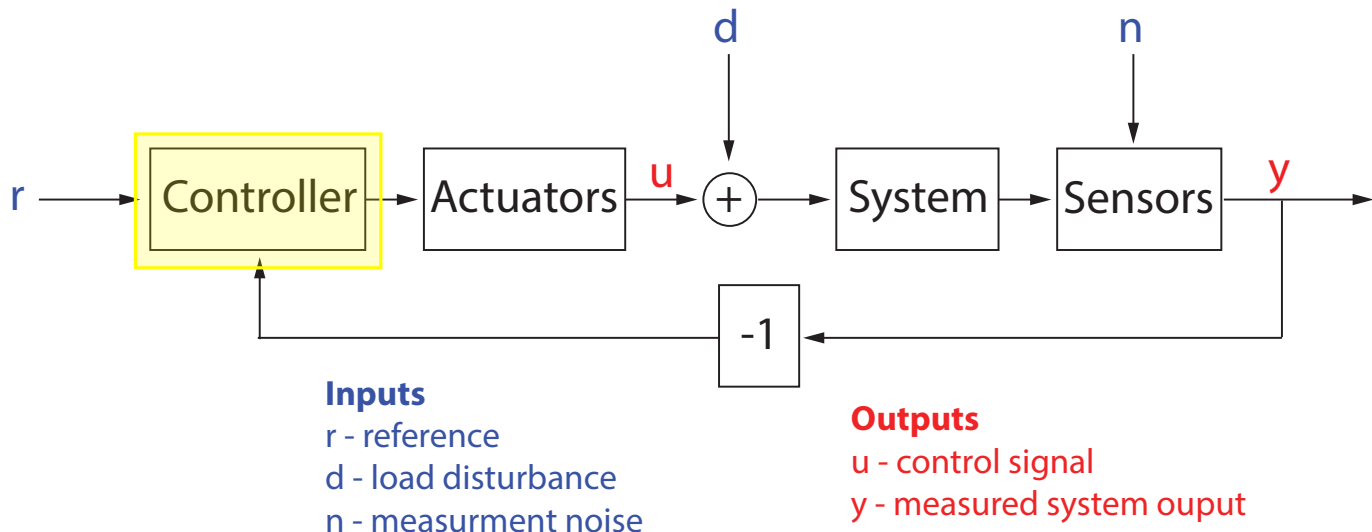 d
n
r
Controller
Actuators
u
+
System
Sensors
y
-1
Inputs
r - reference
d - load disturbance
n - measurment noise
Outputs
u - control signal
y - measured system ouput